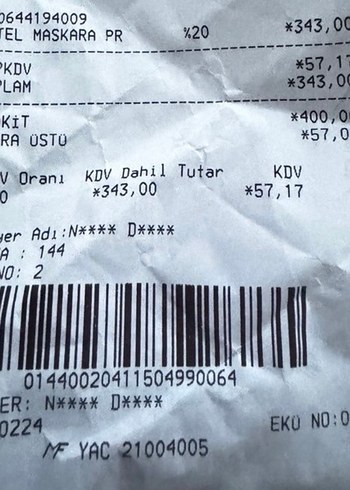 0644194009
TEL MASKARA PR %20 *343,00
PKDV *57,17
PLAM *343,00
KİT *400,0
RA ÜSTÜ *57,0
V Oranı KDV Dahil Tutar KDV
0 *343,00 *57,17
yer Adı:N**** D****
A : 144
NO: 2
01440020411504990064
ER: N**** D****
0224 EKÜ NO:0
MF YAC 21004005